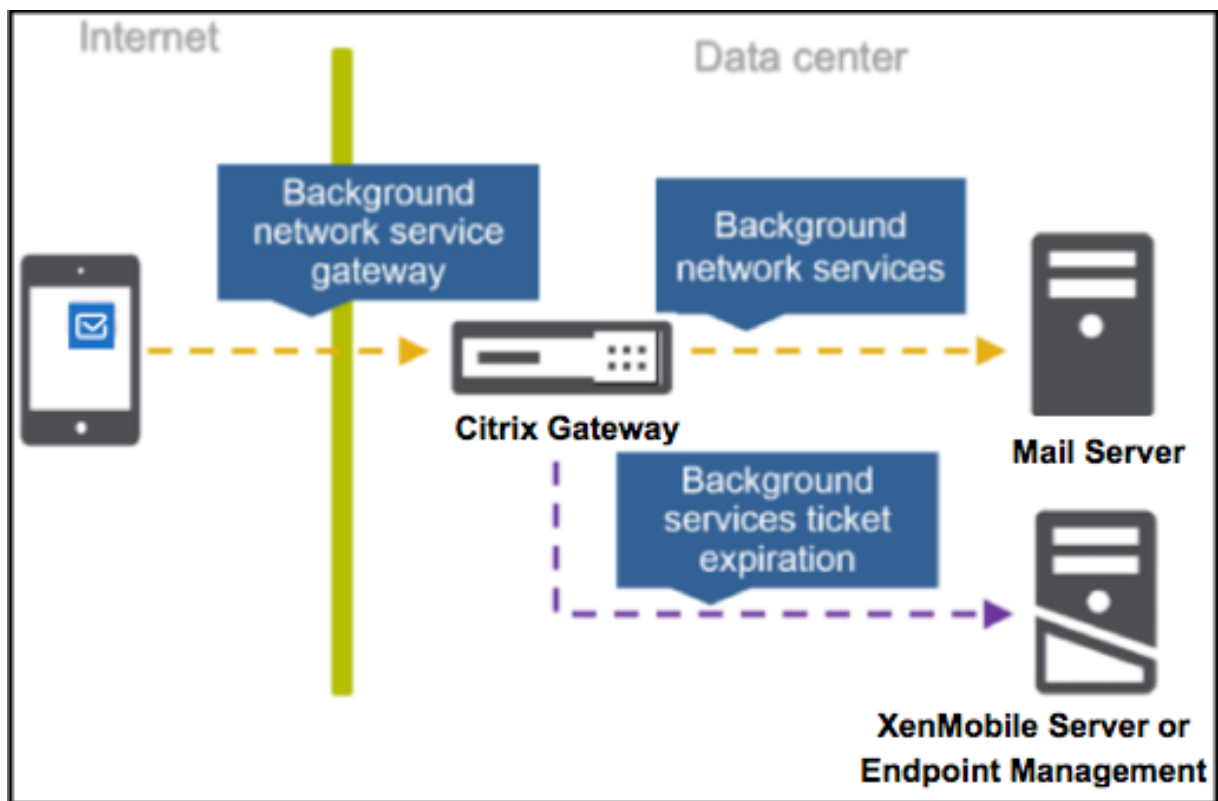 Internet
Data center
Background
network service
gateway
Background
network services
Citrix Gateway
Mail Server
Background
services ticket
expiration
XenMobile Server or
Endpoint Management